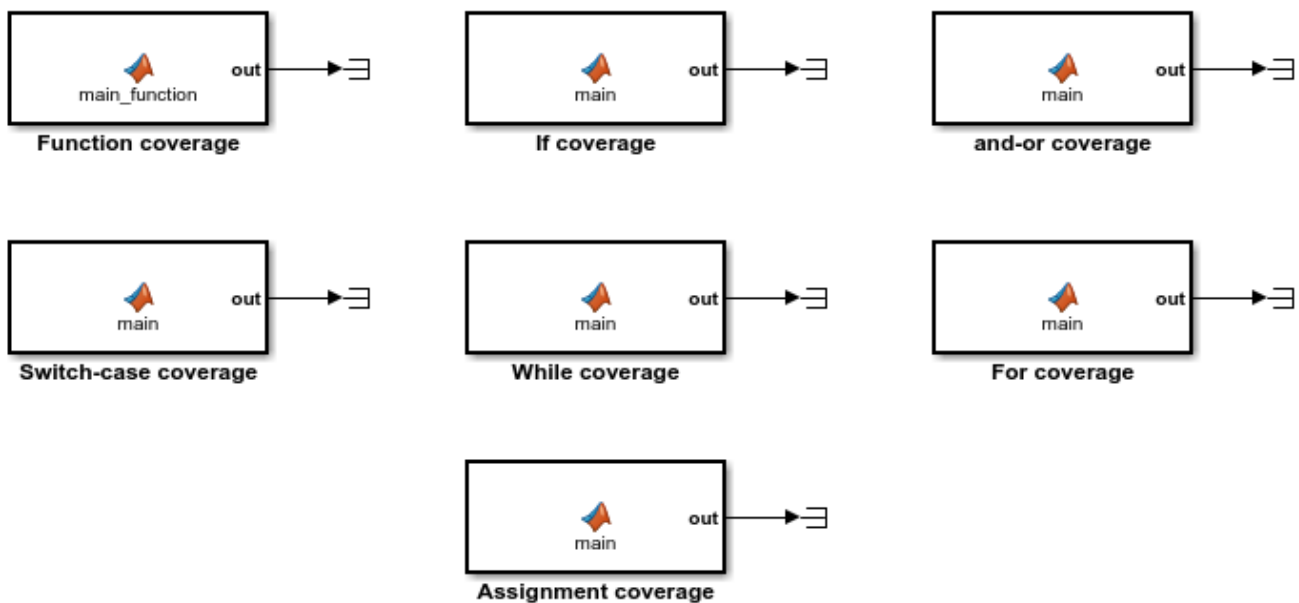 out
main_function
Function coverage
out
main
If coverage
out
main
and-or coverage
out
main
Switch-case coverage
out
main
While coverage
out
main
For coverage
out
main
Assignment coverage